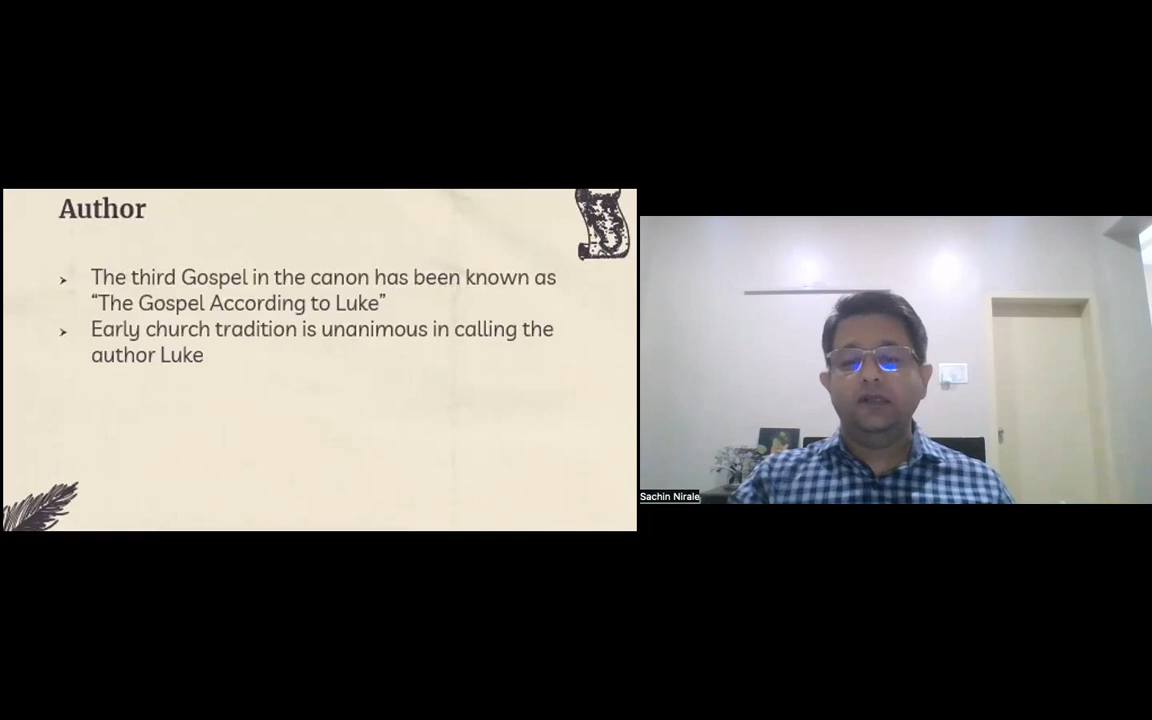 Author
➢ The third Gospel in the canon has been known as
“The Gospel According to Luke”
➢ Early church tradition is unanimous in calling the
author Luke
Sachin Nirale